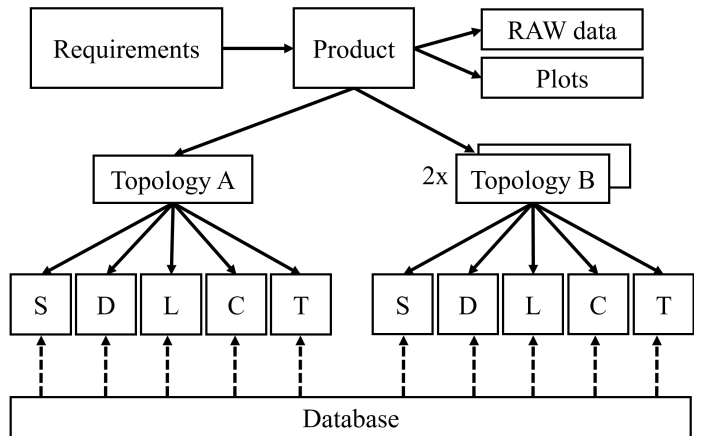 Requirements
Product
RAW data
Plots
Topology A
2x
Topology B
S D L C T
S D L C T
Database